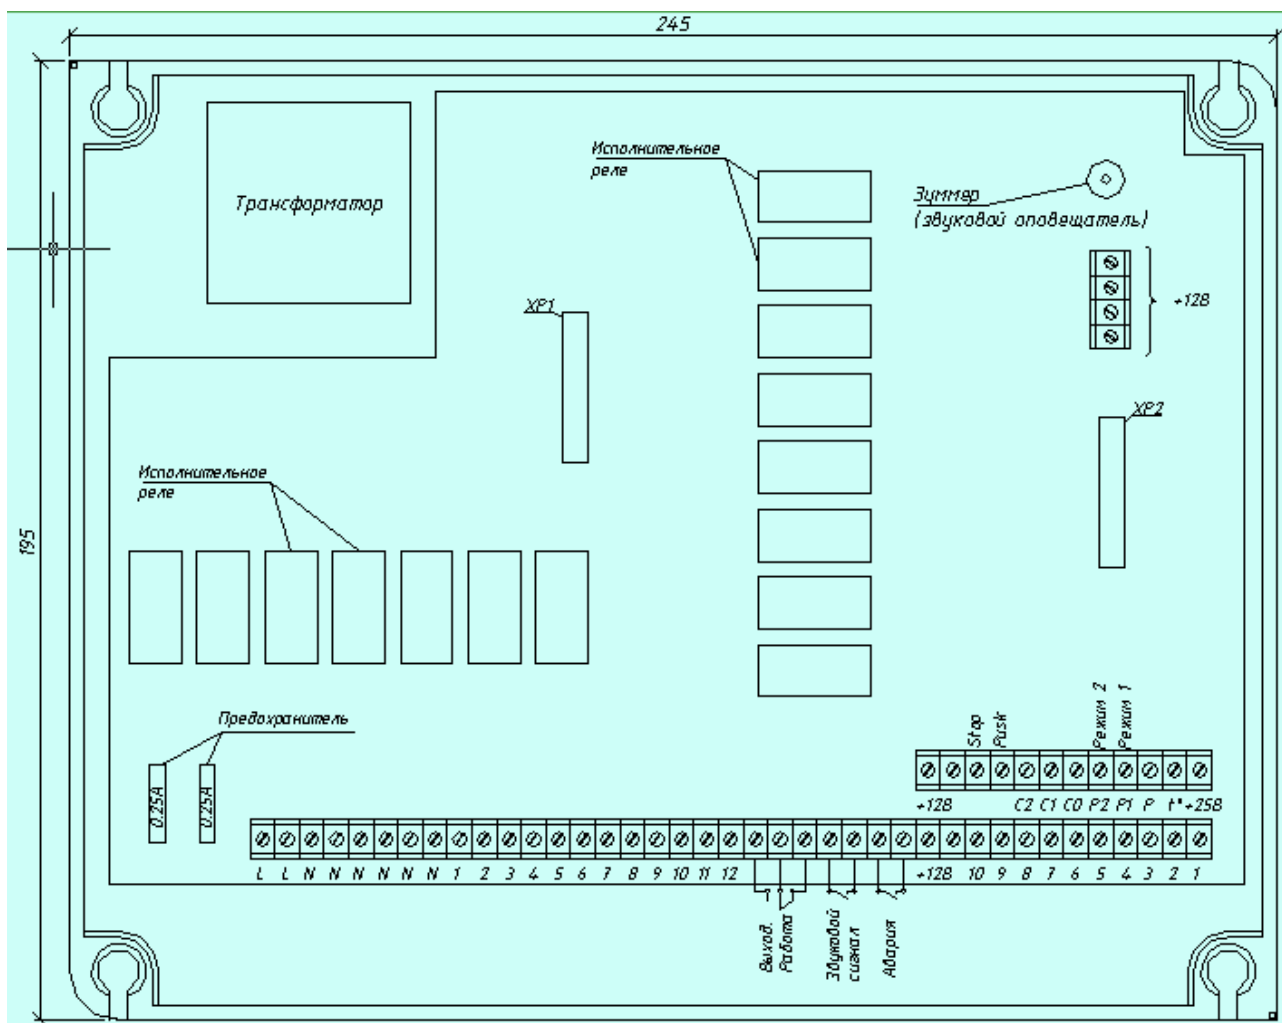 245
Исполнительное
реле
Зуммер
(звуковой оповещатель)
Трансформатор
XP1
+12В
XP2
Исполнительное
реле
195
Предохранитель
0.25А
0.25А
Stop
Pusk
Режим 2
Режим 1
+12В C2 C1 C0 P2 P1 P t° +25В
L L N N N N N N 1 2 3 4 5 6 7 8 9 10 11 12 +12В 10 9 8 7 6 5 4 3 2 1
Выход.
Работа
Звуковой
сигнал
Авария